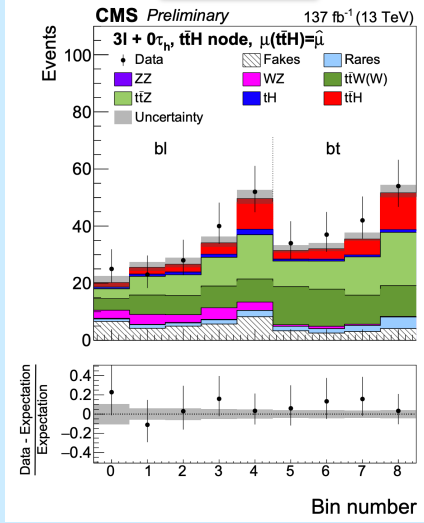 CMS Preliminary 137 fb⁻¹ (13 TeV)
3l + 0τₕ, tt̄H node, μ(tt̄H)=μ̂
Data Fakes Rares
ZZ WZ tt̄W(W)
tt̄Z tH tt̄H
Uncertainty
bl bt
Events
100
80
60
40
20
0
Data - Expectation
Expectation
0.4
0.2
0
−0.2
−0.4
0 1 2 3 4 5 6 7 8
Bin number